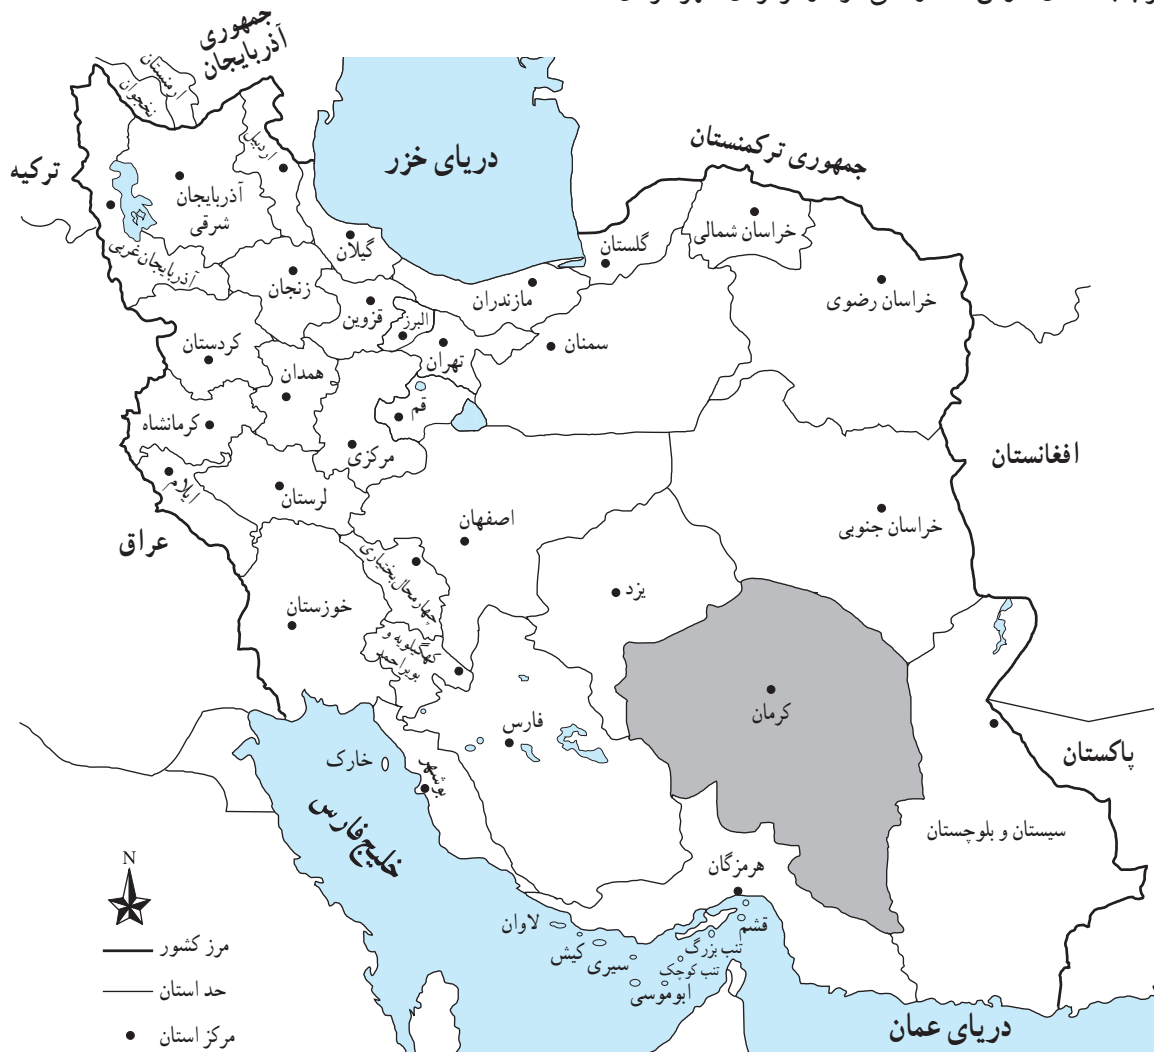 جمهوری
آذربایجان
ارمنستان
نخجوان
ترکیه
دریای خزر
جمهوری ترکمنستان
اردبیل
آذربایجان
شرقی
آذربایجان غربی
گیلان
گلستان
خراسان شمالی
زنجان
مازندران
خراسان رضوی
قزوین
البرز
تهران
سمنان
کردستان
همدان
قم
کرمانشاه
مرکزی
افغانستان
ایلام
لرستان
اصفهان
خراسان جنوبی
عراق
چهارمحال بختیاری
یزد
خوزستان
کهگیلویه و
بویراحمد
کرمان
فارس
خارک
بوشهر
پاکستان
خلیج فارس
سیستان و بلوچستان
هرمزگان
لاوان
قشم
کیش
تنب بزرگ
سیری
تنب کوچک
ابوموسی
دریای عمان
N
مرز کشور
حد استان
مرکز استان